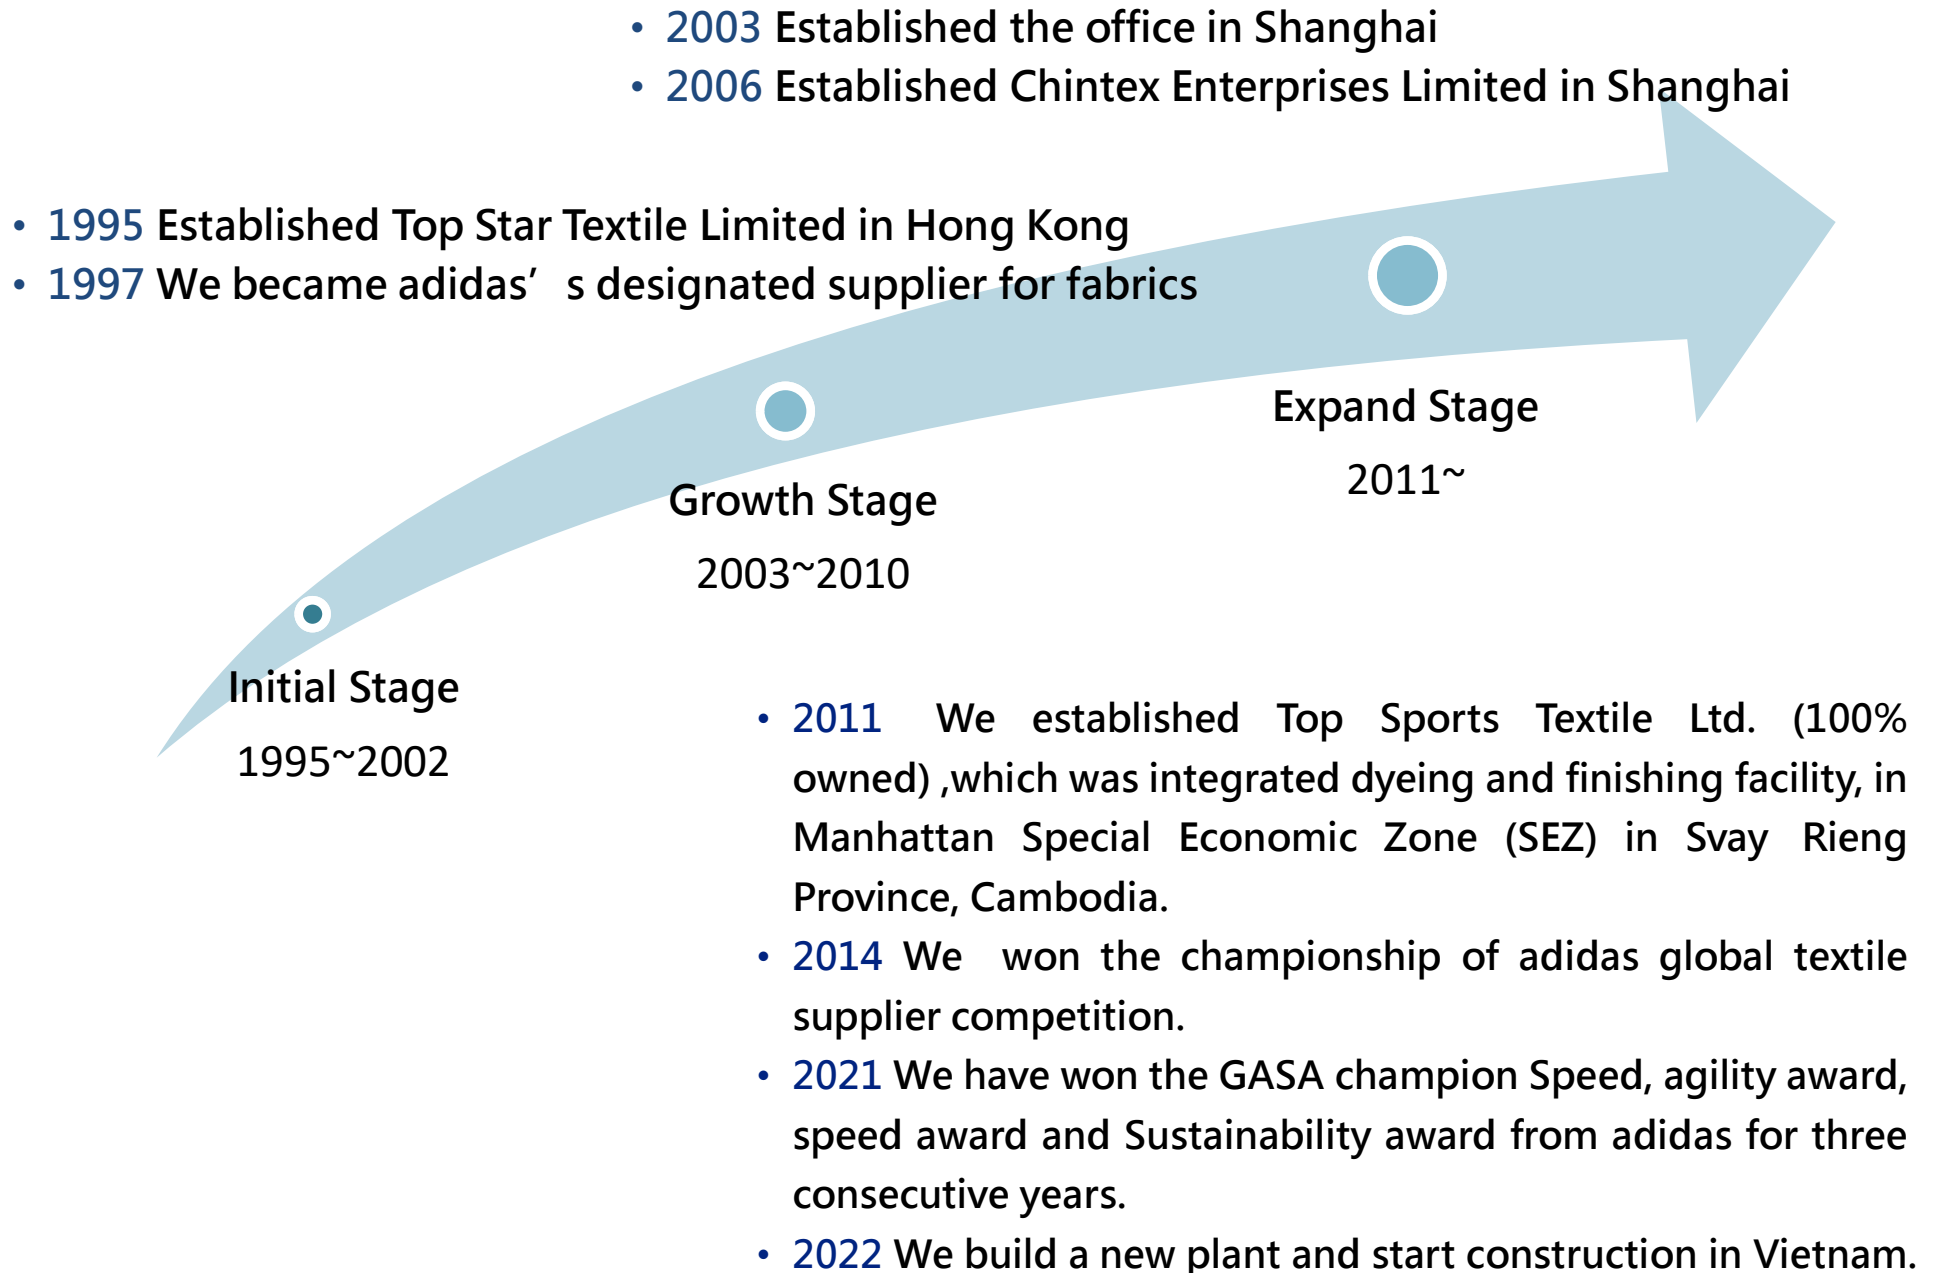 • 2003 Established the office in Shanghai
• 2006 Established Chintex Enterprises Limited in Shanghai
• 1995 Established Top Star Textile Limited in Hong Kong
• 1997 We became adidas’ s designated supplier for fabrics
Expand Stage
2011~
Growth Stage
2003~2010
Initial Stage
1995~2002
• 2011 We established Top Sports Textile Ltd. (100%
owned) ,which was integrated dyeing and finishing facility, in
Manhattan Special Economic Zone (SEZ) in Svay Rieng
Province, Cambodia.
• 2014 We won the championship of adidas global textile
supplier competition.
• 2021 We have won the GASA champion Speed, agility award,
speed award and Sustainability award from adidas for three
consecutive years.
• 2022 We build a new plant and start construction in Vietnam.